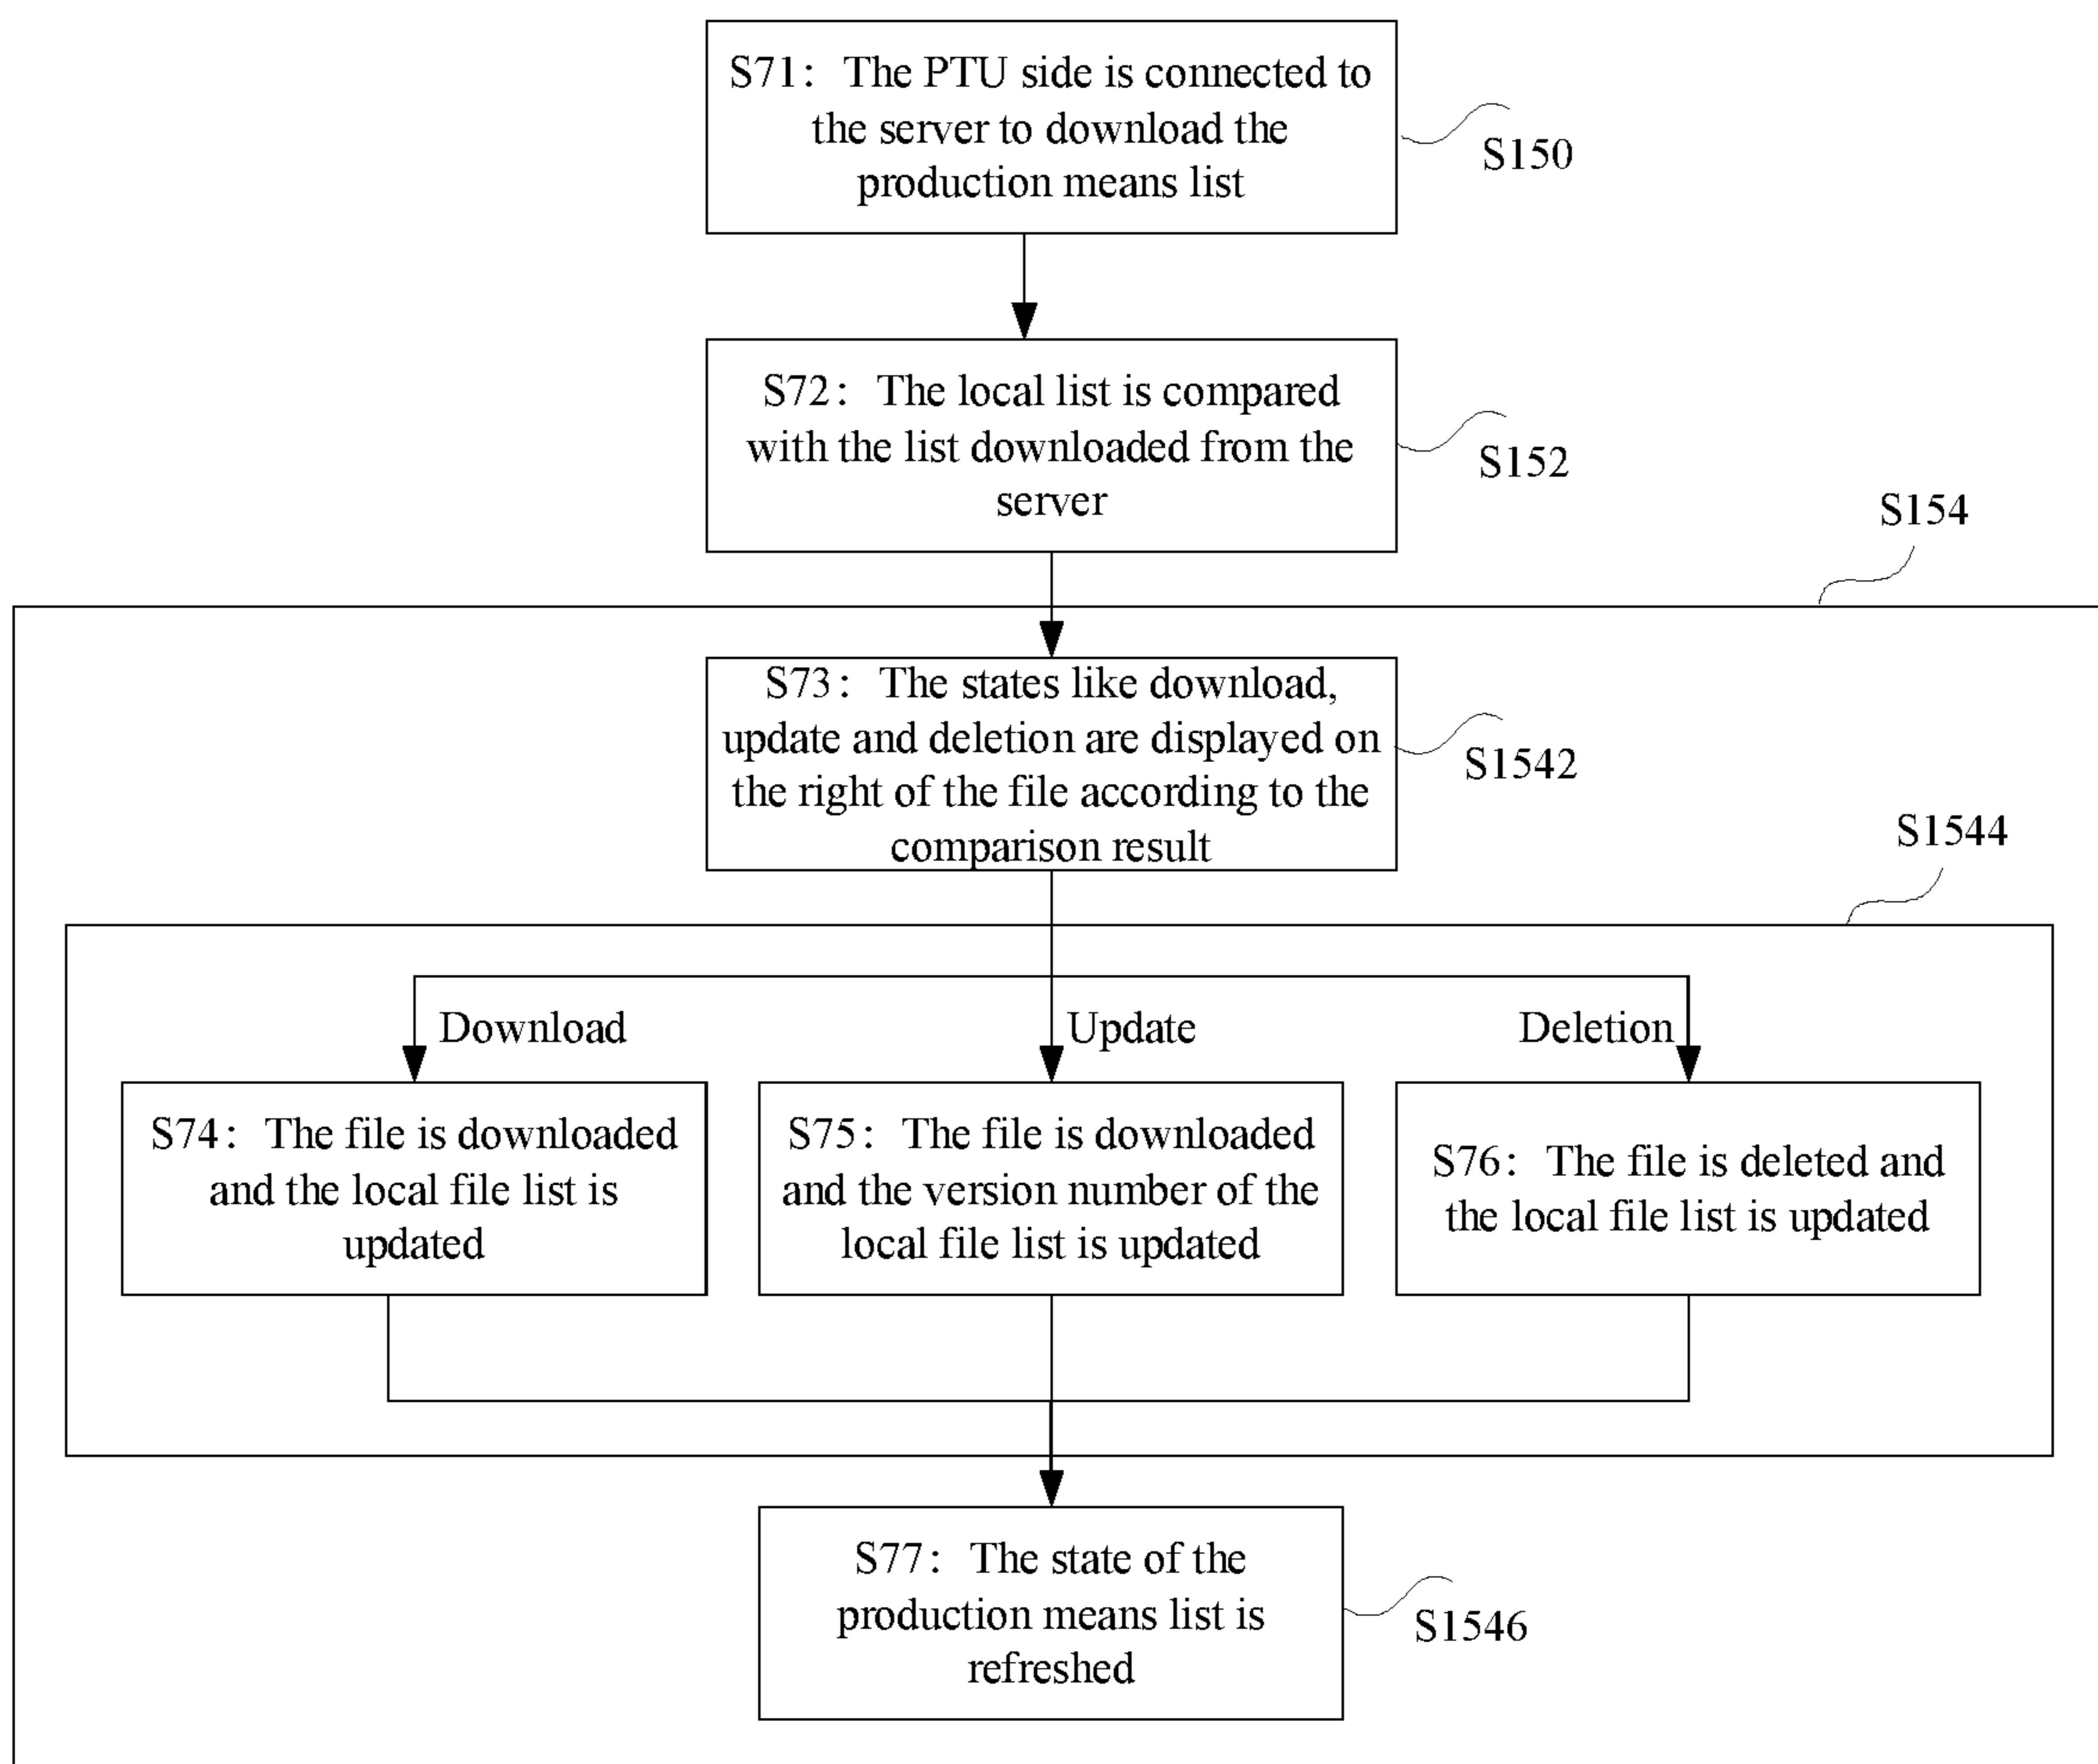 S71: The PTU side is connected to
the server to download the
production means list
S150
S72: The local list is compared
with the list downloaded from the
server
S152
S154
S73: The states like download,
update and deletion are displayed on
the right of the file according to the
comparison result
S1542
S1544
Download
Update
Deletion
S74: The file is downloaded
and the local file list is
updated
S75: The file is downloaded
and the version number of the
local file list is updated
S76: The file is deleted and
the local file list is updated
S77: The state of the
production means list is
refreshed
S1546